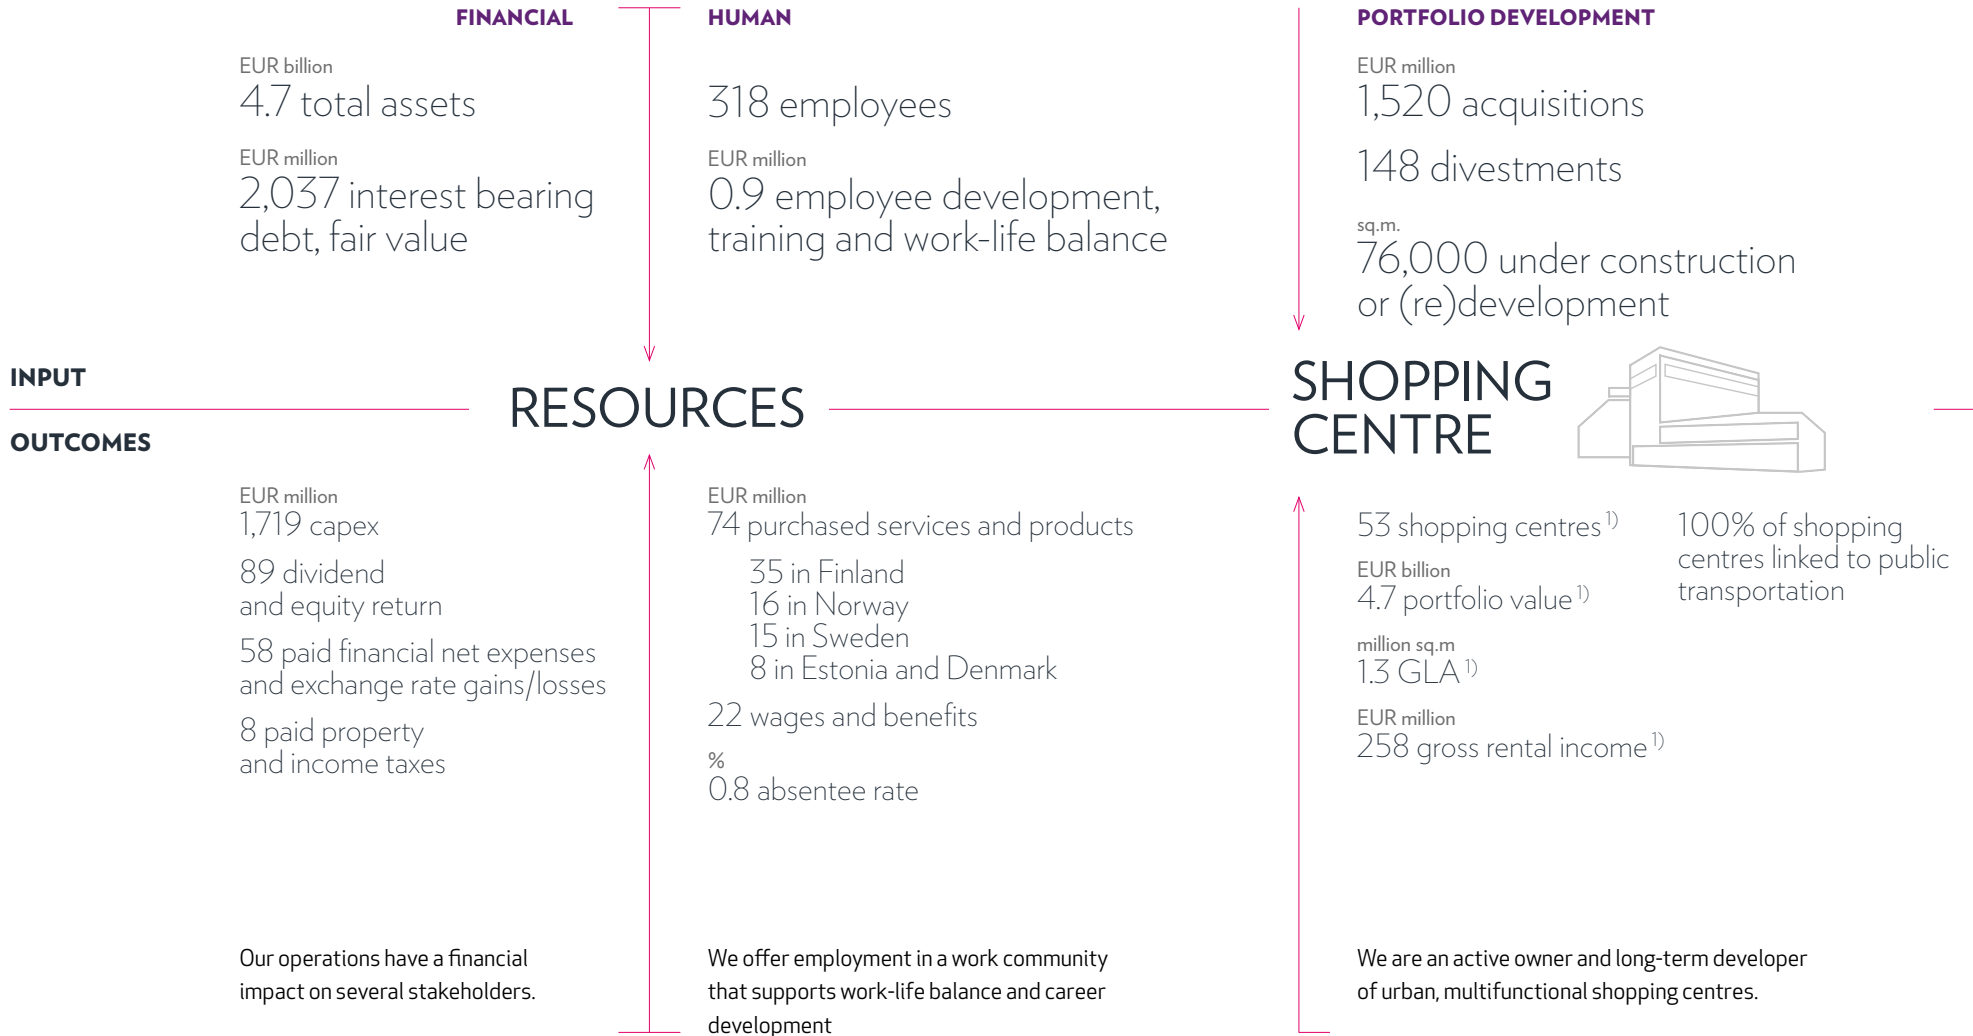 FINANCIAL
EUR billion
4.7 total assets
EUR million
2,037 interest bearing
debt, fair value
HUMAN
318 employees
EUR million
0.9 employee development,
training and work-life balance
PORTFOLIO DEVELOPMENT
EUR million
1,520 acquisitions
148 divestments
sq.m.
76,000 under construction
or (re)development
INPUT
RESOURCES
SHOPPING
CENTRE
OUTCOMES
EUR million
1,719 capex
89 dividend
and equity return
58 paid financial net expenses
and exchange rate gains/losses
8 paid property
and income taxes
Our operations have a financial
impact on several stakeholders.
EUR million
74 purchased services and products
35 in Finland
16 in Norway
15 in Sweden
8 in Estonia and Denmark
22 wages and benefits
%
0.8 absentee rate
We offer employment in a work community
that supports work-life balance and career
development
53 shopping centres 1)
EUR billion
4.7 portfolio value 1)
million sq.m
1.3 GLA 1)
EUR million
258 gross rental income 1)
100% of shopping
centres linked to public
transportation
We are an active owner and long-term developer
of urban, multifunctional shopping centres.